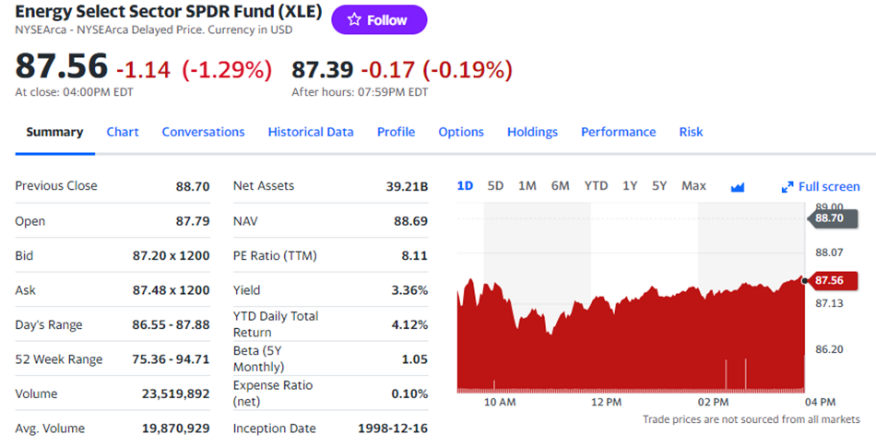 Energy Select Sector SPDR Fund (XLE)
Follow
NYSEArca - NYSEArca Delayed Price. Currency in USD
87.56 -1.14 (-1.29%) 87.39 -0.17 (-0.19%)
At close: 04:00PM EDT After hours: 07:59PM EDT
Summary Chart Conversations Historical Data Profile Options Holdings Performance Risk
Previous Close 88.70
Open 87.79
Bid 87.20 x 1200
Ask 87.48 x 1200
Day's Range 86.55 - 87.88
52 Week Range 75.36 - 94.71
Volume 23,519,892
Avg. Volume 19,870,929
Net Assets 39.21B
NAV 88.69
PE Ratio (TTM) 8.11
Yield 3.36%
YTD Daily Total
Return 4.12%
Beta (5Y
Monthly) 1.05
Expense Ratio
(net) 0.10%
Inception Date 1998-12-16
1D 5D 1M 6M YTD 1Y 5Y Max Full screen
89.00
88.70
88.07
87.56
87.13
86.20
10 AM 12 PM 02 PM 04 PM
Trade prices are not sourced from all markets